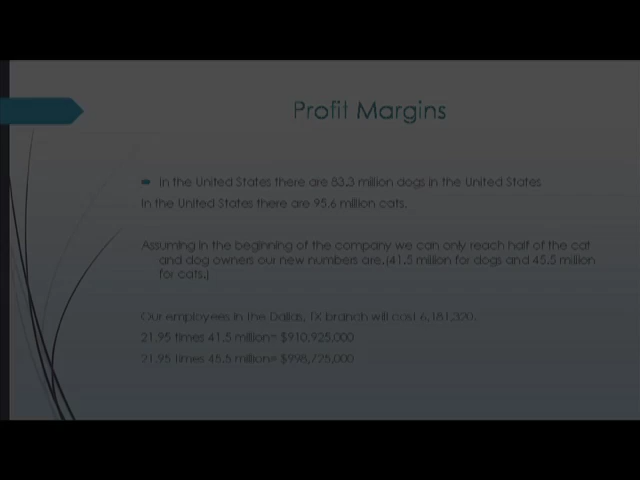 Profit Margins
In the United States there are 83.3 million dogs in the United States
In the United States there are 95.6 million cats.
Assuming in the beginning of the company we can only reach half of the cat
and dog owners our new numbers are.(41.5 million for dogs and 45.5 million
for cats.)
Our employees in the Dallas, TX branch will cost 6,181,320.
21.95 times 41.5 million= $910,925,000
21.95 times 45.5 million= $998,725,000